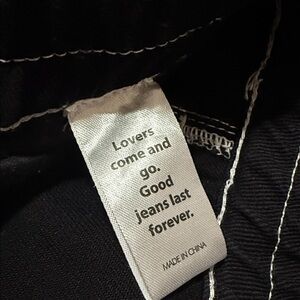 Lovers
come and
go.
Good
jeans last
forever.
MADE IN CHINA